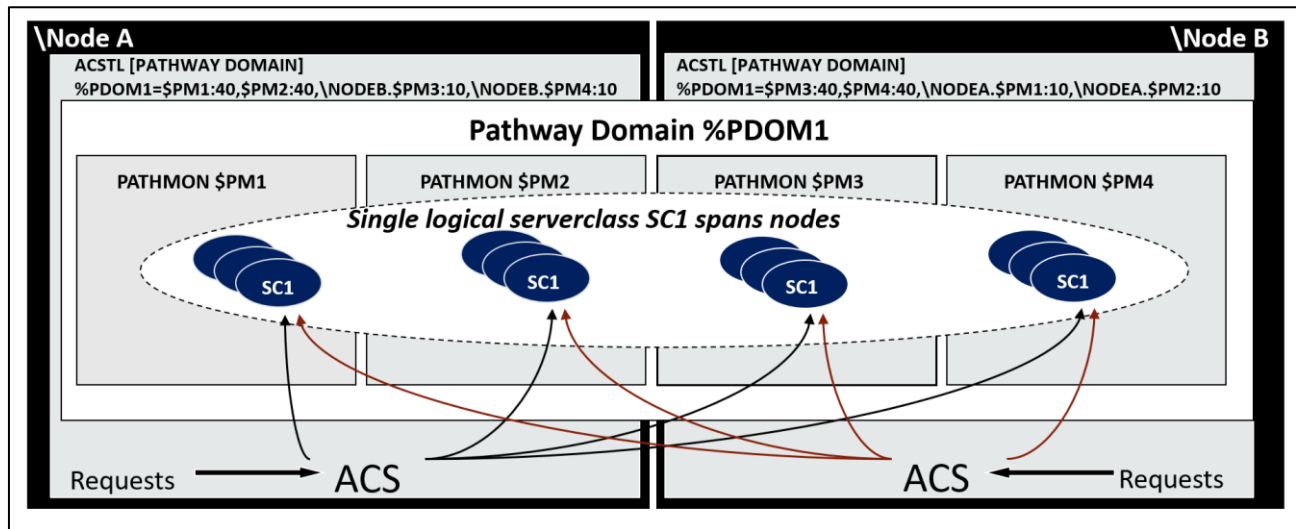 \Node A
\Node B
ACSTL [PATHWAY DOMAIN]
%PDOM1=$PM1:40,$PM2:40,\NODEB.$PM3:10,\NODEB.$PM4:10
ACSTL [PATHWAY DOMAIN]
%PDOM1=$PM3:40,$PM4:40,\NODEA.$PM1:10,\NODEA.$PM2:10
Pathway Domain %PDOM1
PATHMON $PM1
PATHMON $PM2
PATHMON $PM3
PATHMON $PM4
Single logical serverclass SC1 spans nodes
SC1
SC1
SC1
SC1
Requests
ACS
ACS
Requests